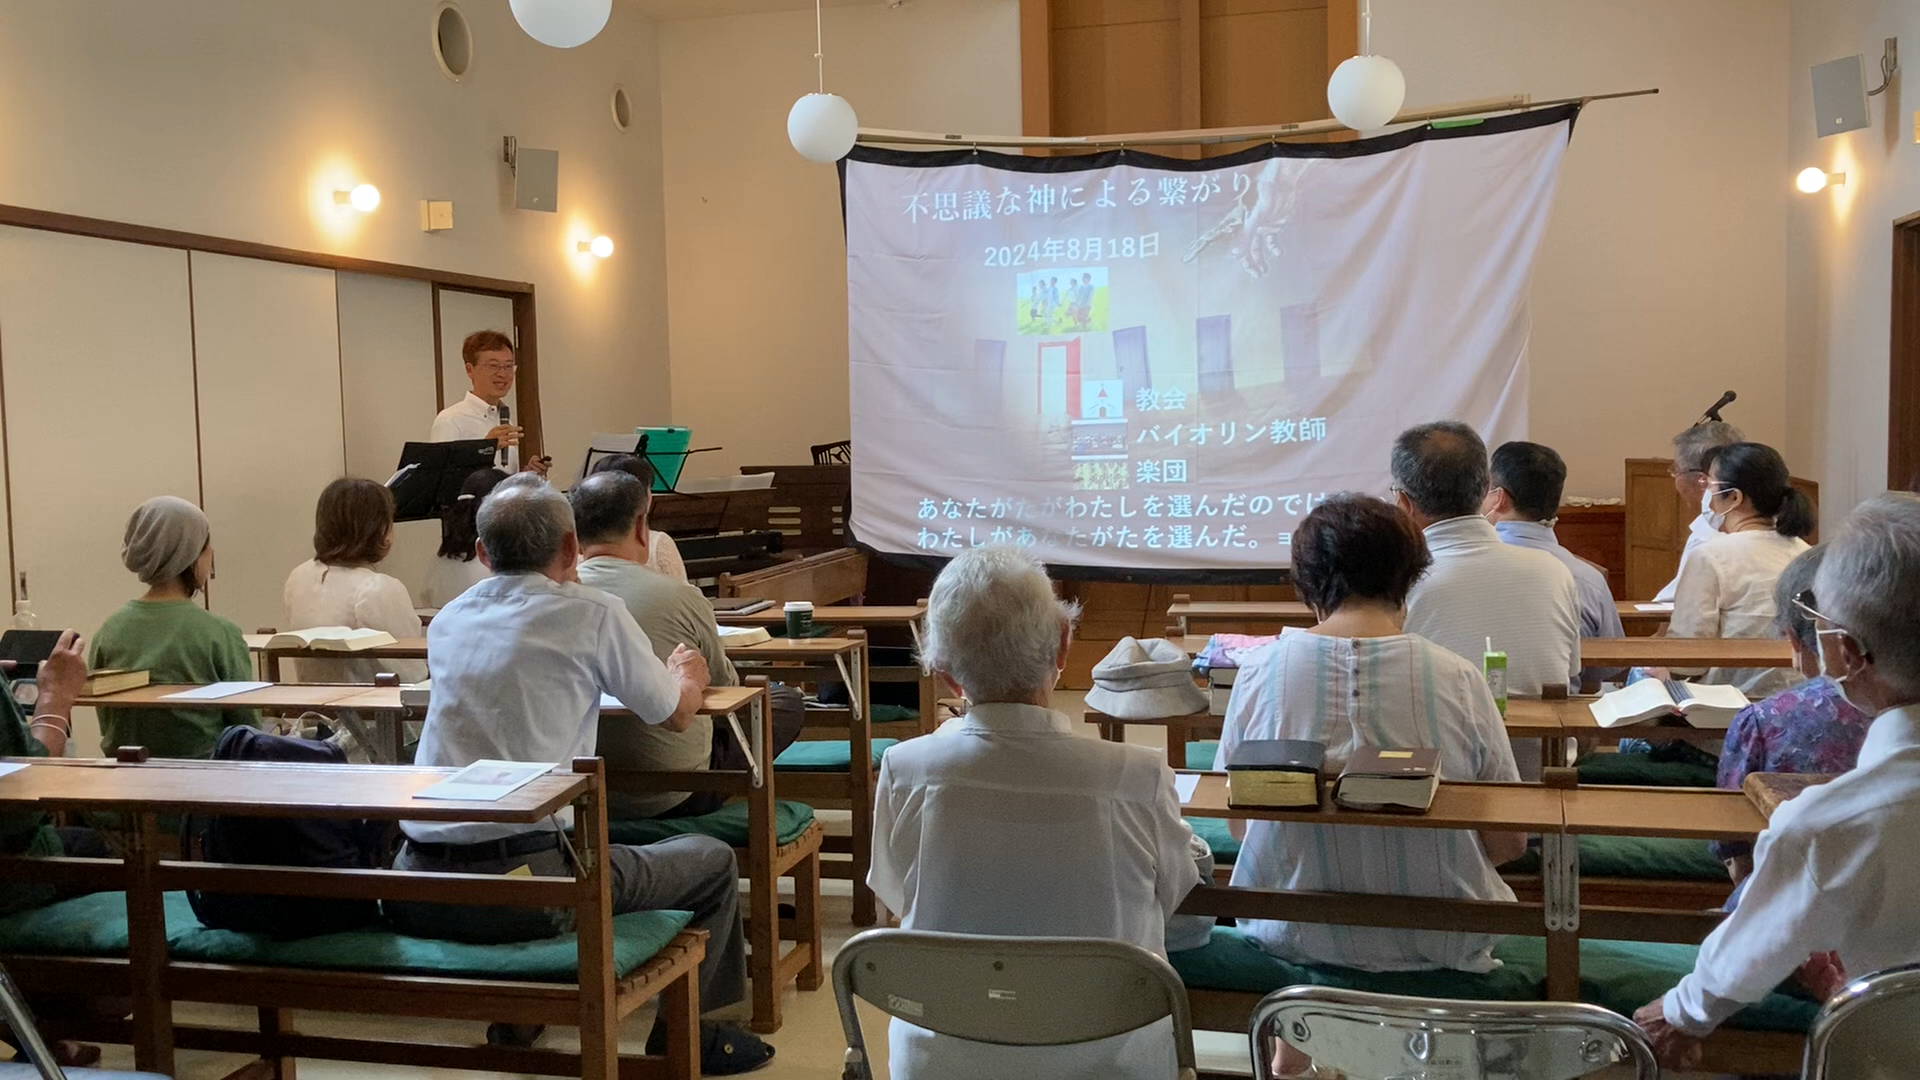 不思議な神による繋がり
2024年8月18日
教会
バイオリン教師
楽団
あなたがたがわたしを選んだのでは
わたしがあなたがたを選んだ。ヨ